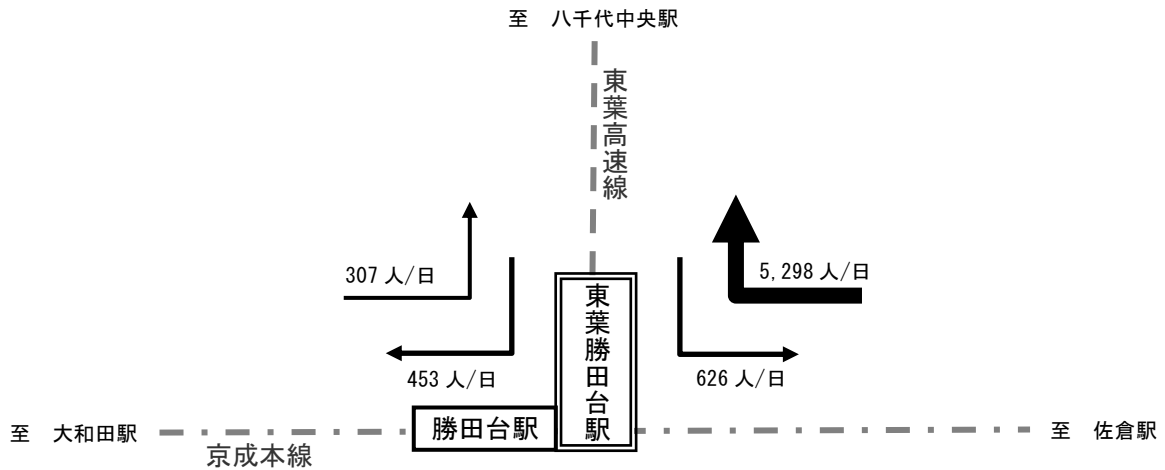 至　八千代中央駅
東葉高速線
307 人/日
5,298 人/日
東葉勝田台駅
453 人/日
626 人/日
勝田台駅
至　大和田駅
京成本線
至　佐倉駅